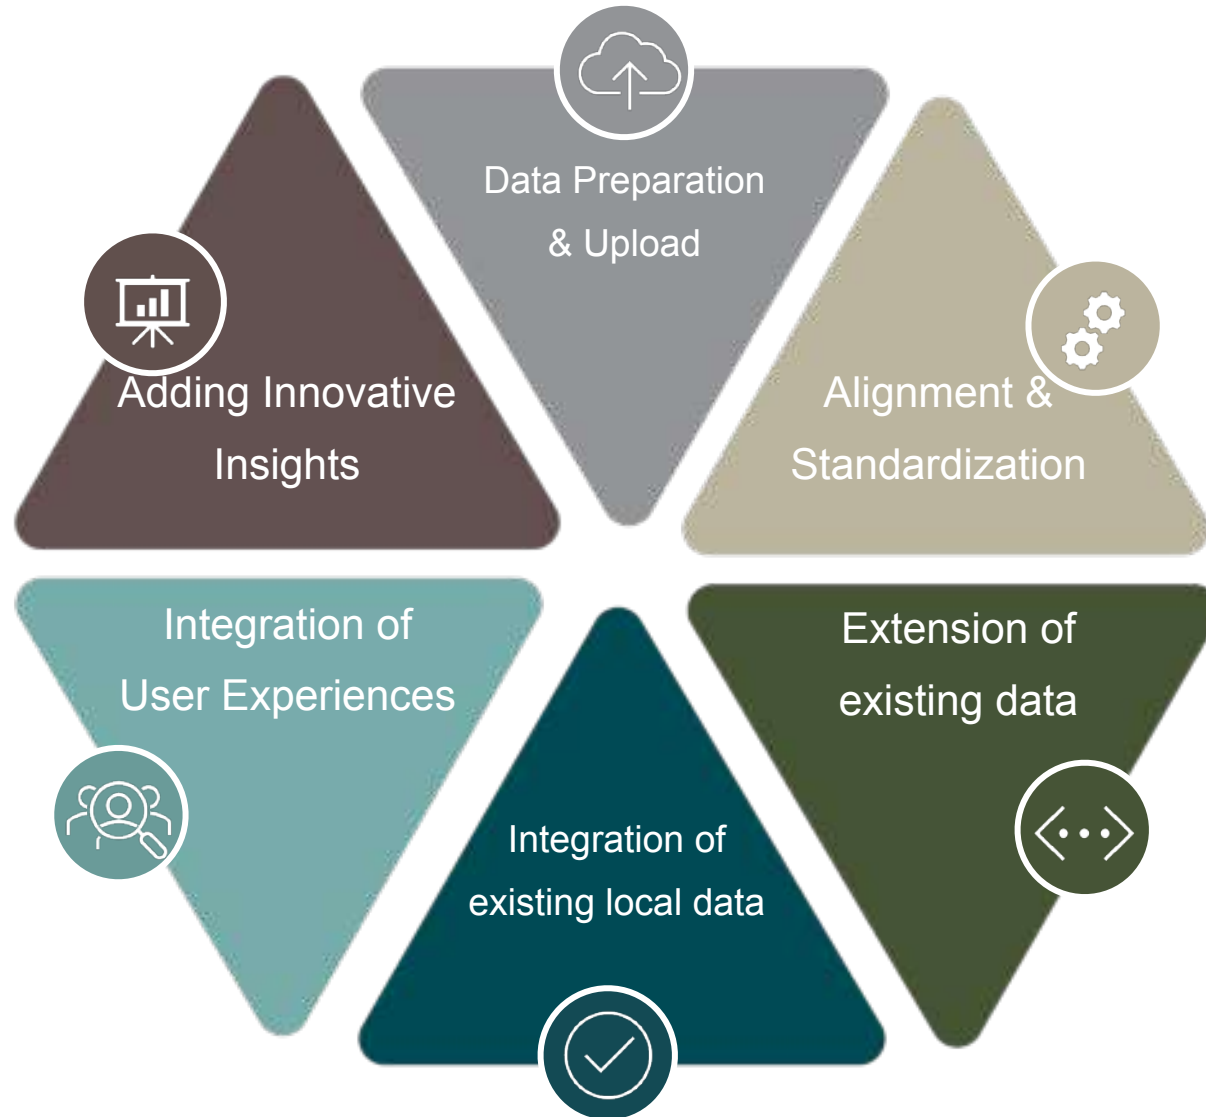 Data Preparation
& Upload
Adding Innovative
Insights
Alignment &
Standardization
Integration of
User Experiences
Extension of
existing data
Integration of
existing local data